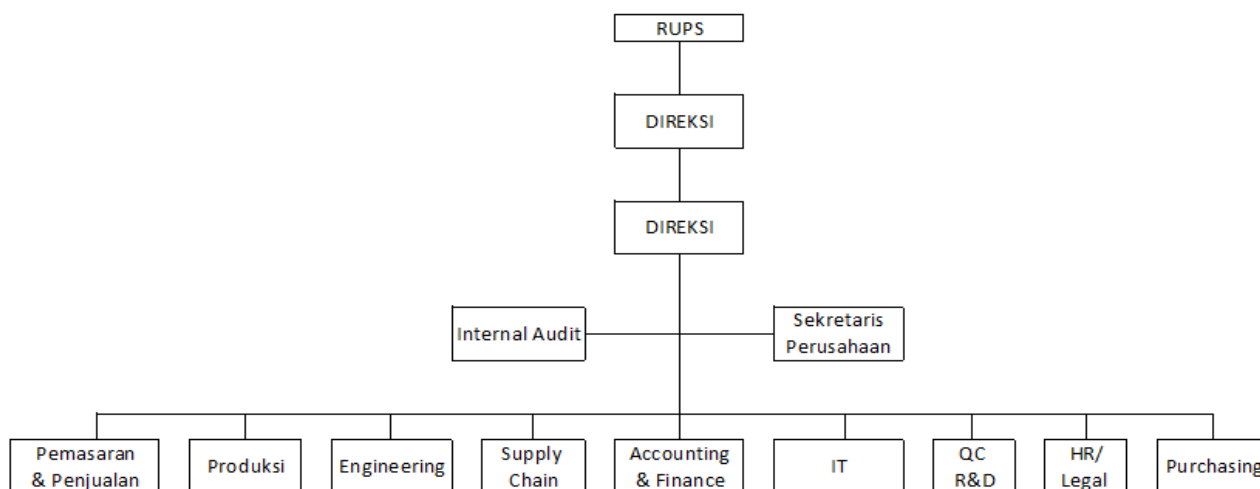 RUPS
DIREKSI
DIREKSI
Internal Audit
Sekretaris
Perusahaan
Pemasaran
& Penjualan
Produksi
Engineering
Supply
Chain
Accounting
& Finance
IT
QC
R&D
HR/
Legal
Purchasing